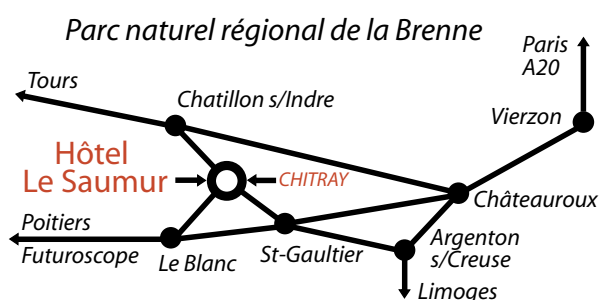 Parc naturel régional de la Brenne
Paris
A20
Tours
Chatillon s/Indre
Vierzon
Hôtel
Le Saumur
CHITRAY
Châteauroux
Poitiers
Futuroscope
Le Blanc
St-Gaultier
Argenton
s/Creuse
Limoges